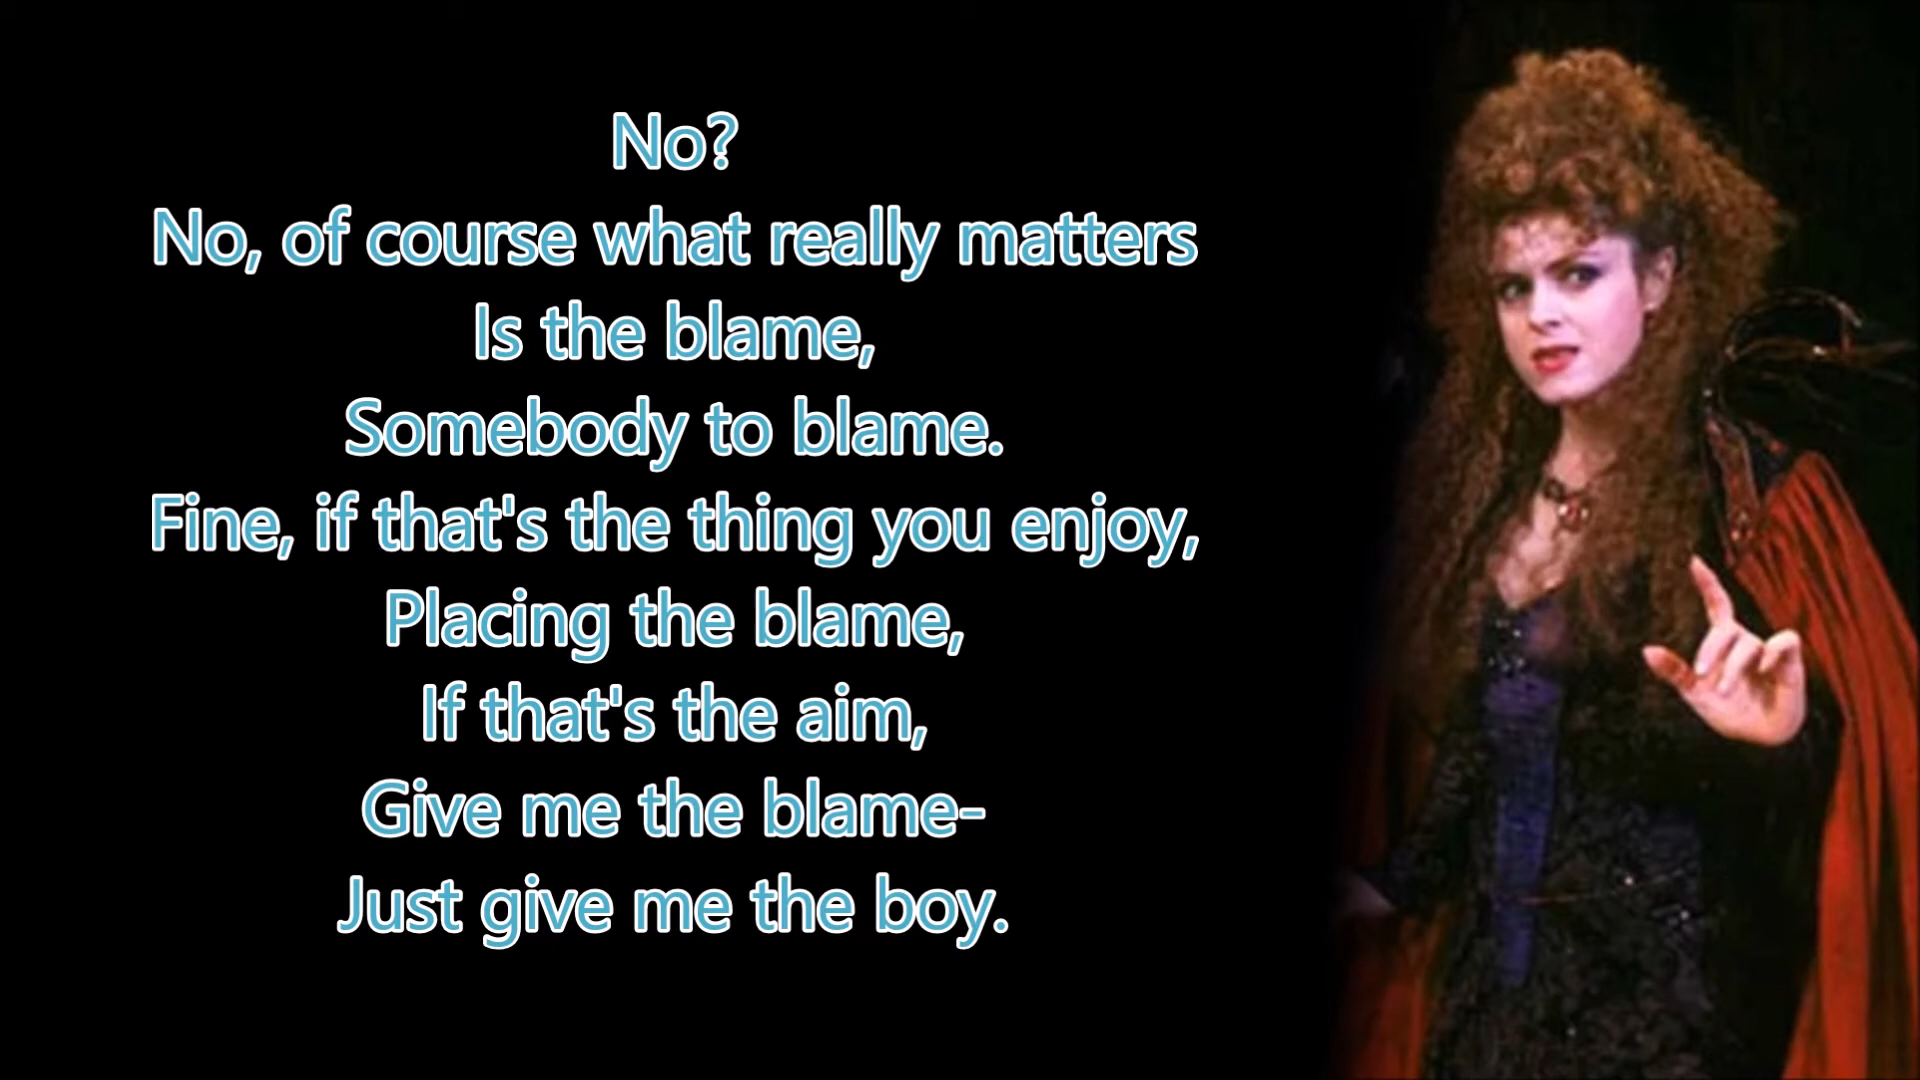 No?
No, of course what really matters
Is the blame,
Somebody to blame.
Fine, if that's the thing you enjoy,
Placing the blame,
If that's the aim,
Give me the blame-
Just give me the boy.